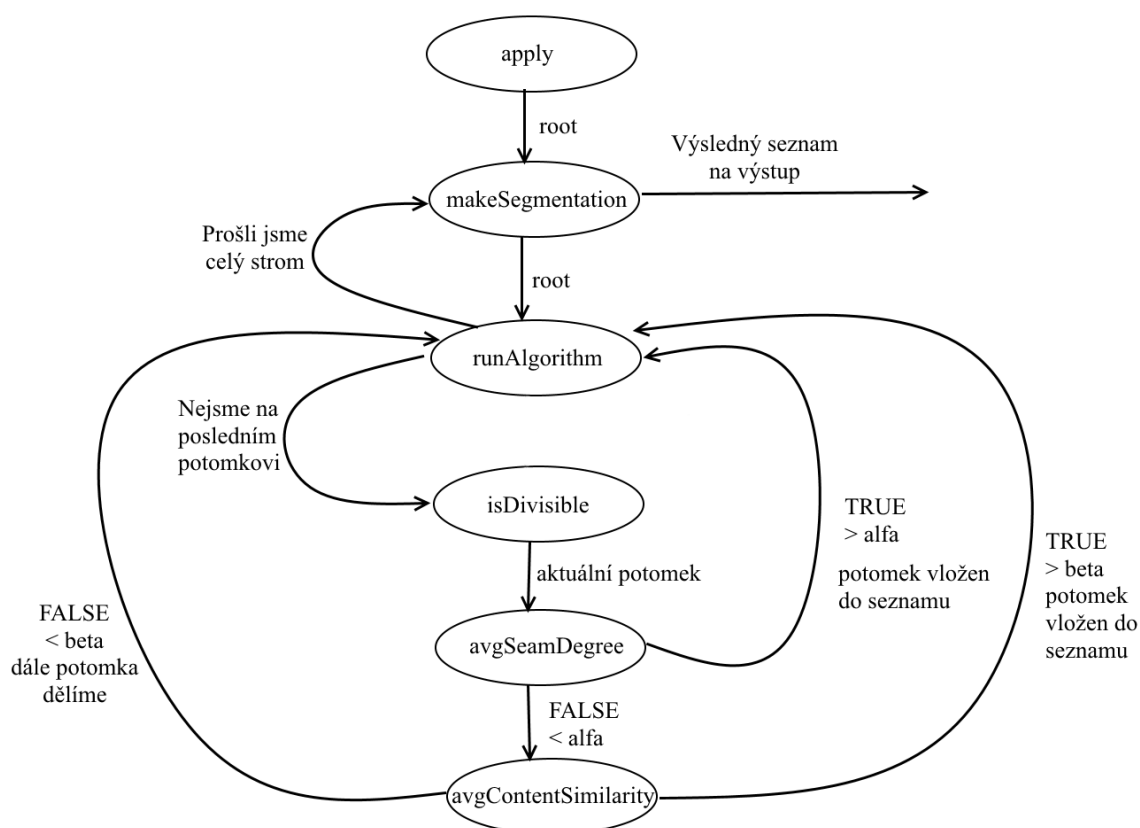 apply
root
Výsledný seznam
na výstup
makeSegmentation
Prošli jsme
celý strom
root
runAlgorithm
Nejsme na
posledním
potomkovi
isDivisible
TRUE
> alfa
potomek vložen
do seznamu
TRUE
> beta
potomek
vložen do
seznamu
aktuální potomek
FALSE
< beta
dále potomka
dělíme
avgSeamDegree
FALSE
< alfa
avgContentSimilarity